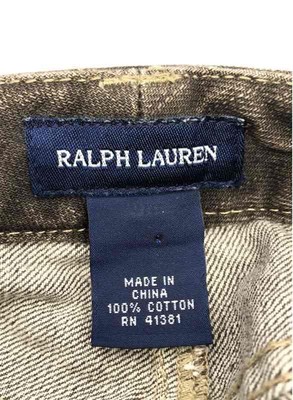 RALPH LAUREN
MADE IN
CHINA
100% COTTON
RN 41381